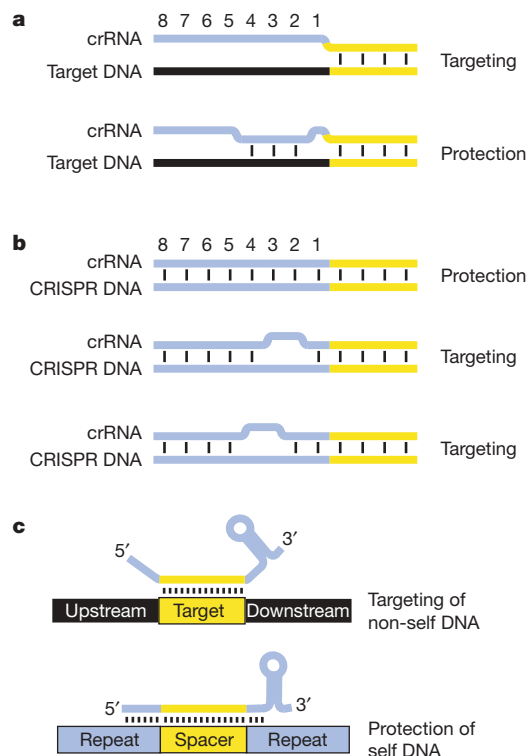 a
8 7 6 5 4 3 2 1
crRNA
Target DNA
Targeting
crRNA
Target DNA
Protection
b
8 7 6 5 4 3 2 1
crRNA
CRISPR DNA
Protection
crRNA
CRISPR DNA
Targeting
crRNA
CRISPR DNA
Targeting
c
5′ 3′
Upstream Target Downstream
Targeting of
non-self DNA
5′ 3′
Repeat Spacer Repeat
Protection of
self DNA